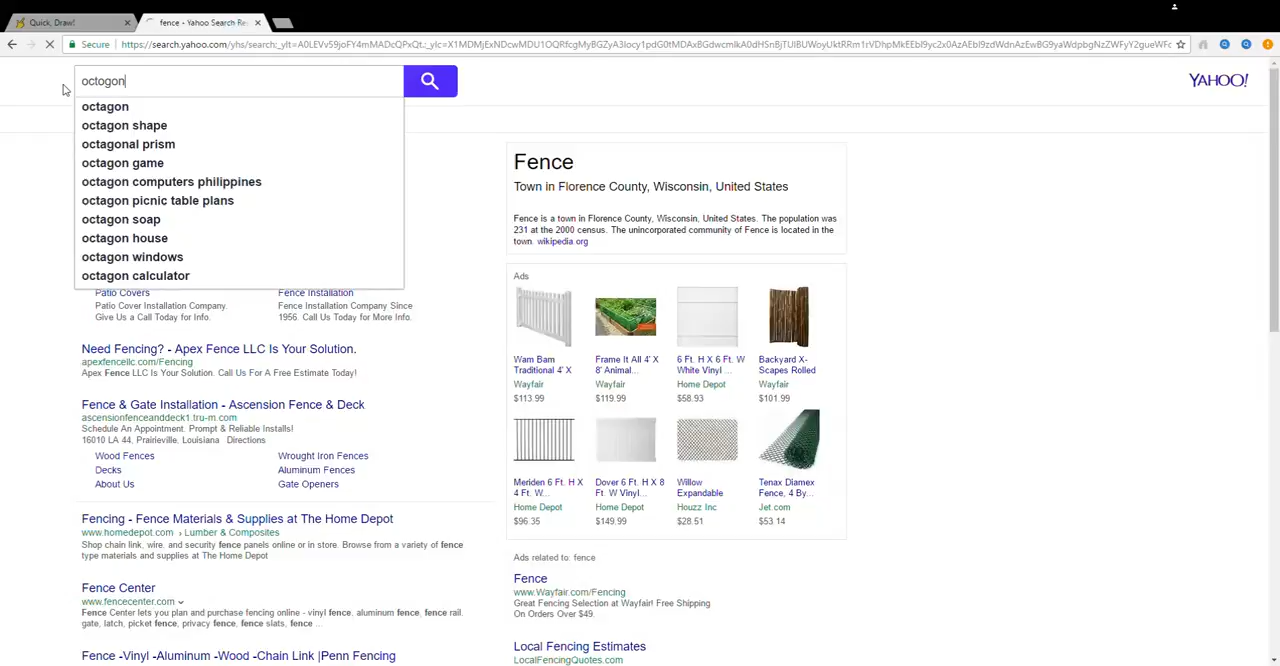 Quick, Draw!
fence - Yahoo Search Res
Secure
octogon
YAHOO!
octagon
octagon shape
octagonal prism
octagon game
octagon computers philippines
octagon picnic table plans
octagon soap
octagon house
octagon windows
octagon calculator
Patio Covers
Patio Cover Installation Company.
Give Us a Call Today for Info.
Fence Installation
Fence Installation Company Since
1956. Call Us Today for More Info.
Need Fencing? - Apex Fence LLC Is Your Solution.
apexfencellc.com/Fencing
Apex Fence LLC Is Your Solution. Call Us For A Free Estimate Today!
Fence & Gate Installation - Ascension Fence & Deck
ascensionfenceanddeck1.tru-m.com
Schedule An Appointment. Prompt & Reliable Installs!
16010 LA 44, Prairieville, Louisiana Directions
Wood Fences
Wrought Iron Fences
Decks
Aluminum Fences
About Us
Gate Openers
Fencing - Fence Materials & Supplies at The Home Depot
www.homedepot.com › Lumber & Composites
Shop chain link, wire, and security fence panels online or in store. Browse from a variety of fence
type materials and supplies at The Home Depot
Fence Center
www.fencecenter.com
Fence Center lets you plan and purchase fencing online - vinyl fence, aluminum fence, fence rail.
gate, latch, picket fence, privacy fence, fence slats, fence ...
Fence -Vinyl -Aluminum -Wood -Chain Link |Penn Fencing
Fence
Town in Florence County, Wisconsin, United States
Fence is a town in Florence County, Wisconsin, United States. The population was
231 at the 2000 census. The unincorporated community of Fence is located in the
town. wikipedia.org
Ads
Wam Bam
Traditional 4' X
Wayfair
$113.99
Frame It All 4' X
8' Animal...
Wayfair
$119.99
6 Ft. H X 6 Ft. W
White Vinyl ...
Home Depot
$58.93
Backyard X-
Scapes Rolled
Wayfair
$101.99
Meriden 6 Ft. H X
4 Ft. W...
Home Depot
$96.35
Dover 6 Ft. H X 8
Ft. W Vinyl...
Home Depot
$149.99
Willow
Expandable
Houzz Inc
$28.51
Tenax Diamex
Fence, 4 By...
Jet.com
$53.14
Ads related to: fence
Fence
www.Wayfair.com/Fencing
Great Fencing Selection at Wayfair! Free Shipping
On Orders Over $49.
Local Fencing Estimates
LocalFencingQuotes.com